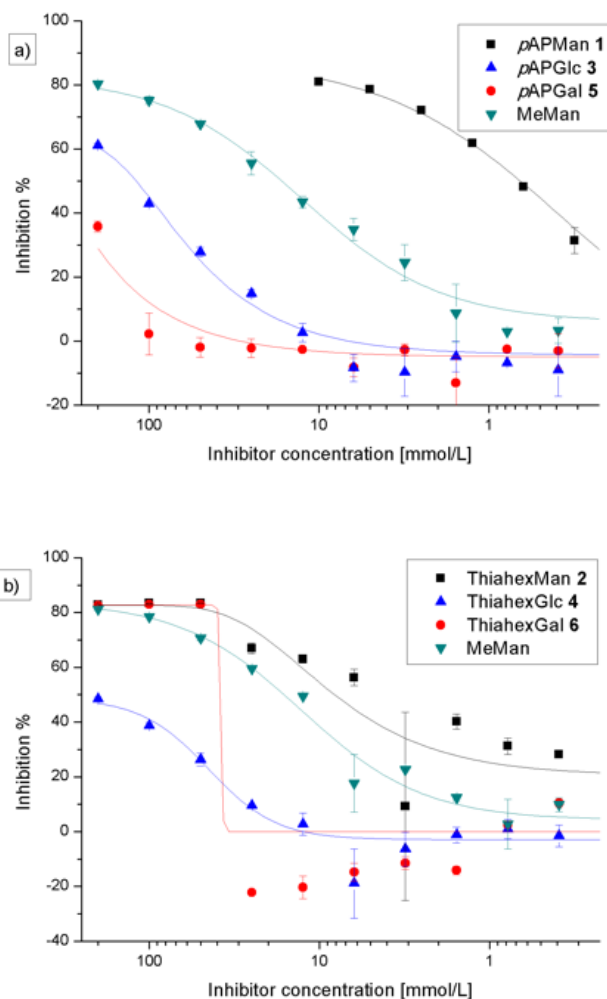 a)
pAPMan 1
pAPGlc 3
pAPGal 5
MeMan
100
80
60
40
20
0
-20
Inhibition %
100
10
1
Inhibitor concentration [mmol/L]
b)
ThiahexMan 2
ThiahexGlc 4
ThiahexGal 6
MeMan
100
80
60
40
20
0
-20
-40
Inhibition %
100
10
1
Inhibitor concentration [mmol/L]